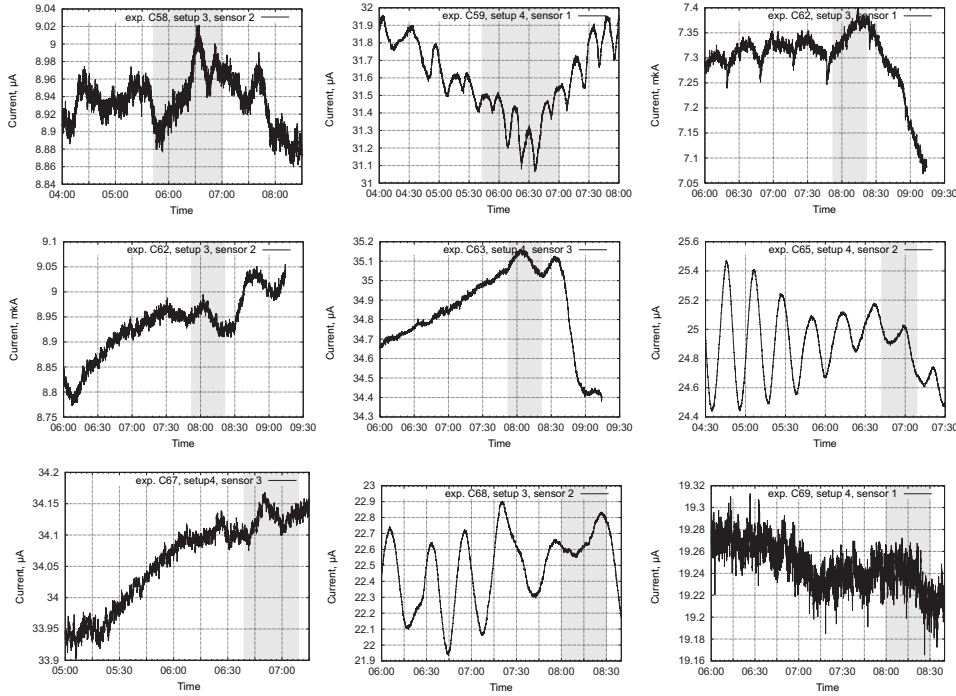 exp. C58, setup 3, sensor 2
Current, μA
9.04
9.02
9
8.98
8.96
8.94
8.92
8.9
8.88
8.86
8.84
04:00 05:00 06:00 07:00
Time
exp. C59, setup 4, sensor 1
Current, μA
32
31.9
31.8
31.7
31.6
31.5
31.4
31.3
31.2
31.1
31
04:00 04:30 05:00 05:30 06:00 06:30 07:00 07:30 08:00
Time
exp. C62, setup 3, sensor 1
Current, mkA
7.4
7.35
7.3
7.25
7.2
7.15
7.1
7.05
06:00 06:30 07:00 07:30 08:00 08:30 09:00 09:30
Time
exp. C62, setup 3, sensor 2
Current, mkA
9.1
9.05
9
8.95
8.9
8.85
8.8
8.75
06:00 06:30 07:00 07:30 08:00 08:30 09:00 09:30
Time
exp. C63, setup 4, sensor 3
Current, μA
35.2
35.1
35
34.9
34.8
34.7
34.6
34.5
34.4
34.3
06:00 06:30 07:00 07:30 08:00 08:30 09:00 09:30
Time
exp. C65, setup 4, sensor 2
Current, μA
25.6
25.4
25.2
25
24.8
24.6
24.4
04:30 05:00 05:30 06:00 06:30 07:00 07:30
Time
exp. C67, setup4, sensor 3
Current, μA
34.2
34.15
34.1
34.05
34
33.95
33.9
05:00 05:30 06:00 06:30 07:00
Time
exp. C68, setup 3, sensor 2
Current, μA
23
22.9
22.8
22.7
22.6
22.5
22.4
22.3
22.2
22.1
22
21.9
06:00 06:30 07:00 07:30 08:00 08:30
Time
exp. C69, setup 4, sensor 1
Current, μA
19.32
19.3
19.28
19.26
19.24
19.22
19.2
19.18
19.16
06:00 06:30 07:00 07:30 08:00 08:30
Time